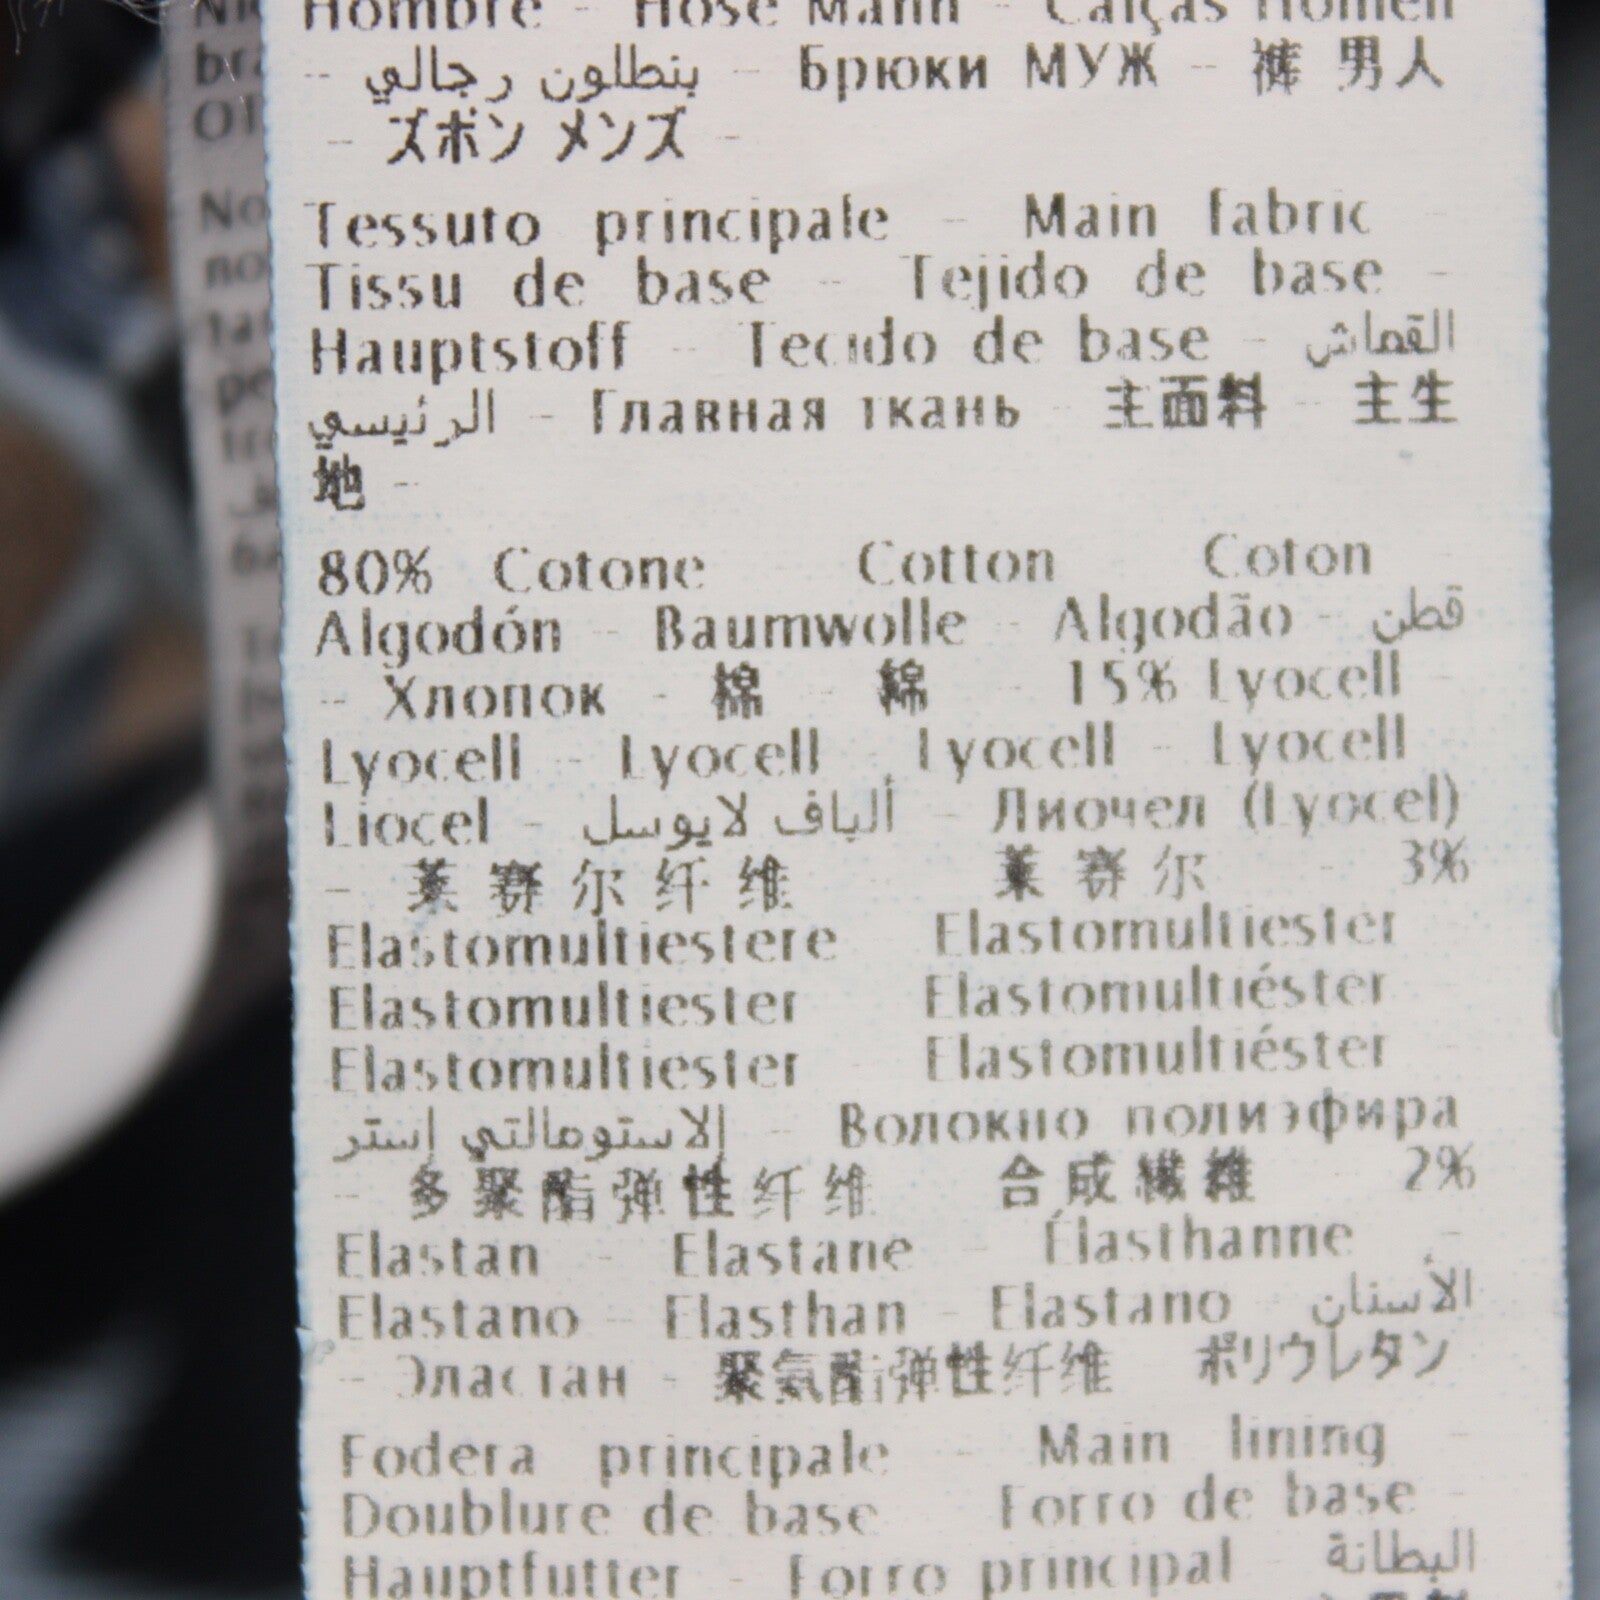 Hombre - Hose Mann - Calças Homen
- بنطلون رجالي - Брюки МУЖ - 裤 男人
- ズボン メンズ -
Tessuto principale - Main fabric -
Tissu de base - Tejido de base -
Hauptstoff - Tecido de base - القماش
الرئيسي - Главная ткань - 主面料 - 主生
地 -
80% Cotone - Cotton - Coton -
Algodón - Baumwolle - Algodão - قطن
- Хлопок - 棉 - 綿 - 15% Lyocell -
Lyocell - Lyocell - Lyocell - Lyocell -
Liocel - ألياف لايوسل - Лиочел (Lyocel)
- 莱赛尔纤维 - 莱赛尔 - 3%
Elastomultiestere - Elastomultiester -
Elastomultiester - Elastomultiéster -
Elastomultiester - Elastomultiéster -
إلاستومالتي إستر - Волокно полиэфира
- 多聚酯弹性纤维 - 合成繊維 - 2%
Elastan - Elastane - Élasthanne -
Elastano - Elasthan - Elastano - الأسنان
- Эластан - 聚氨酯弹性纤维 ポリウレタン
Fodera principale - Main lining -
Doublure de base - Forro de base -
Hauptfutter - Forro principal - البطانة